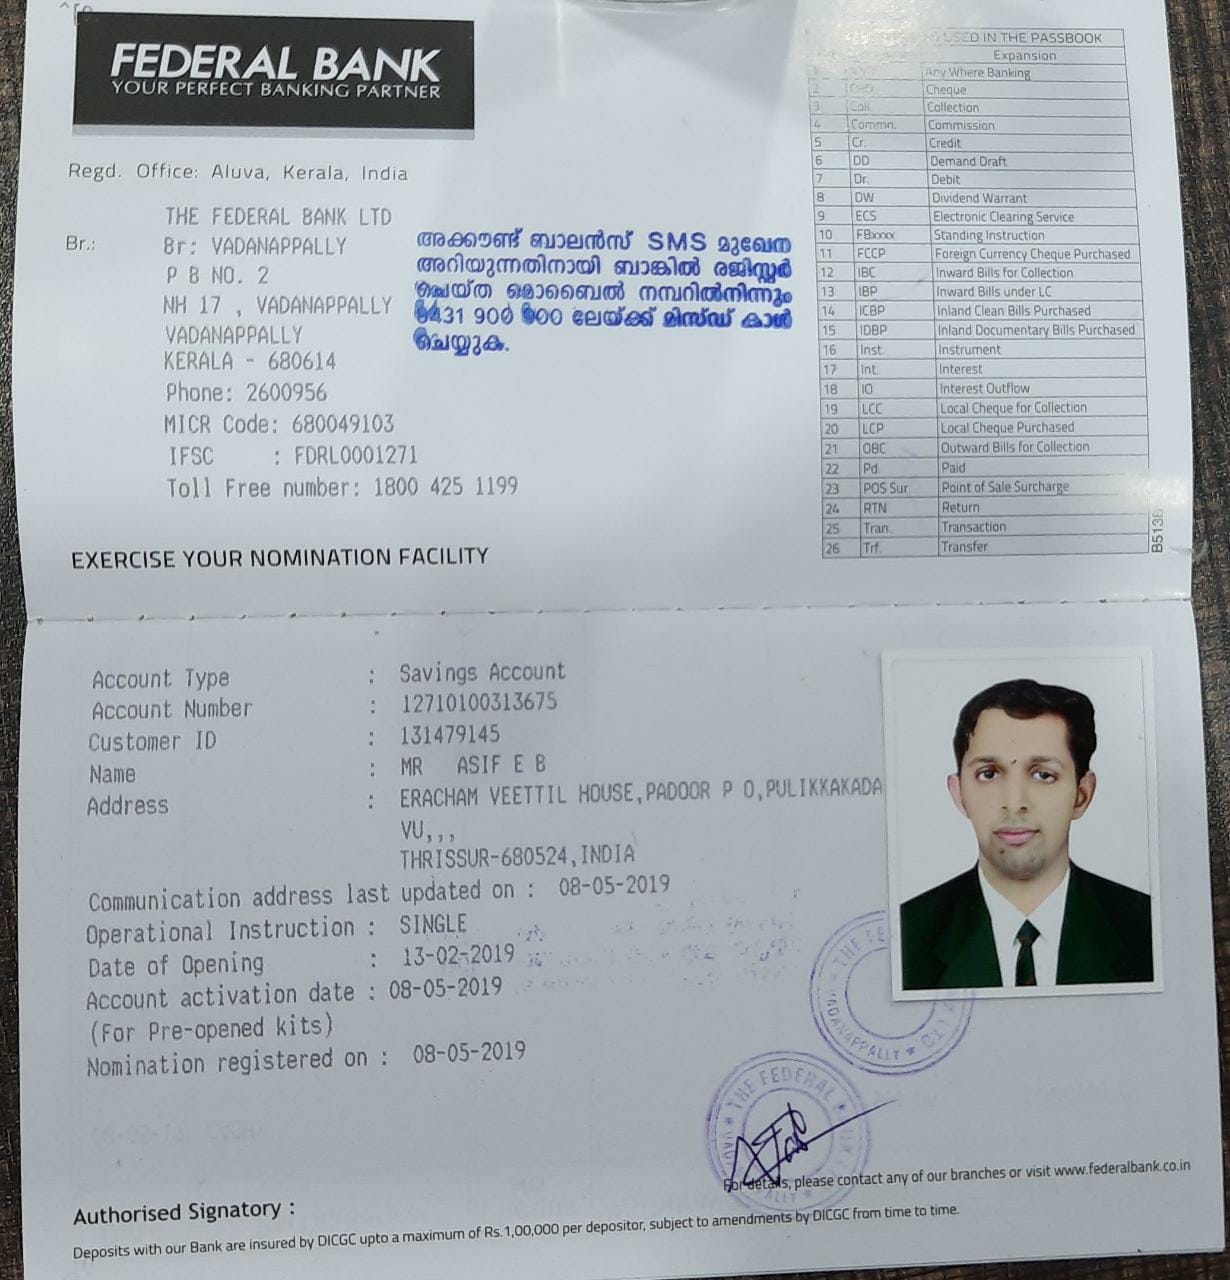 FEDERAL BANK
YOUR PERFECT BANKING PARTNER
Regd. Office: Aluva, Kerala, India
THE FEDERAL BANK LTD
Br.: Br: VADANAPPALLY
P B NO. 2
NH 17 , VADANAPPALLY
VADANAPPALLY
KERALA - 680614
Phone: 2600956
MICR Code: 680049103
IFSC : FDRL0001271
Toll Free number: 1800 425 1199
അക്കൗണ്ട് ബാലൻസ് SMS മുഖേന
അറിയുന്നതിനായി ബാങ്കിൽ രജിസ്റ്റർ
ചെയ്ത മൊബൈൽ നമ്പറിൽനിന്നും
8431 900 900 ലേയ്ക്ക് മിസ്ഡ് കാൾ
ചെയ്യുക.
EXERCISE YOUR NOMINATION FACILITY
USED IN THE PASSBOOK
Expansion
Any Where Banking
2 Cheque
3 Coll. Collection
4 Commn. Commission
5 Cr. Credit
6 DD Demand Draft
7 Dr. Debit
8 DW Dividend Warrant
9 ECS Electronic Clearing Service
10 FBxxxx Standing Instruction
11 FCCP Foreign Currency Cheque Purchased
12 IBC Inward Bills for Collection
13 IBP Inward Bills under LC
14 ICBP Inland Clean Bills Purchased
15 IDBP Inland Documentary Bills Purchased
16 Inst. Instrument
17 Int. Interest
18 IO Interest Outflow
19 LCC Local Cheque for Collection
20 LCP Local Cheque Purchased
21 OBC Outward Bills for Collection
22 Pd. Paid
23 POS Sur Point of Sale Surcharge
24 RTN Return
25 Tran. Transaction
26 Trf. Transfer
Account Type : Savings Account
Account Number : 12710100313675
Customer ID : 131479145
Name : MR ASIF E B
Address : ERACHAM VEETTIL HOUSE,PADOOR P O,PULIKKAKADA
VU,,,
THRISSUR-680524,INDIA
Communication address last updated on : 08-05-2019
Operational Instruction : SINGLE
Date of Opening : 13-02-2019
Account activation date : 08-05-2019
(For Pre-opened kits)
Nomination registered on : 08-05-2019
THE FEDERAL
For details, please contact any of our branches or visit www.federalbank.co.in
Authorised Signatory :
Deposits with our Bank are insured by DICGC upto a maximum of Rs.1,00,000 per depositor, subject to amendments by DICGC from time to time.